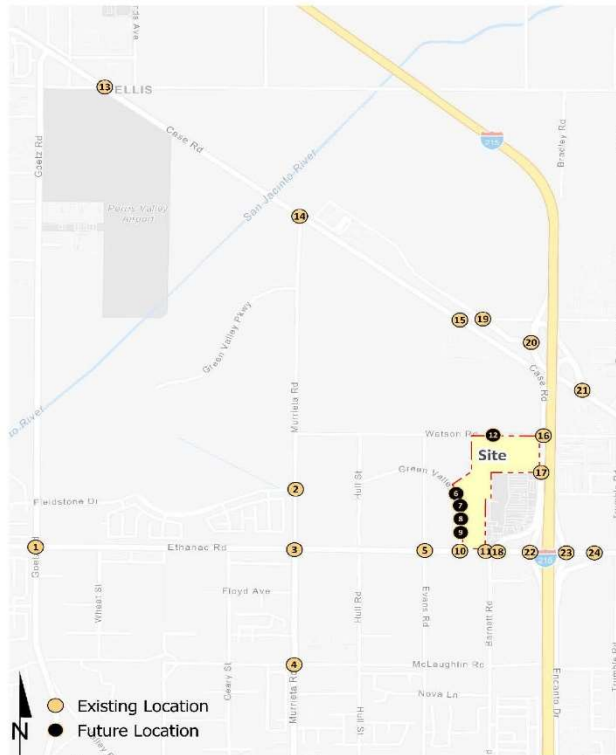 13
ELLIS
Case Rd
Goetz Rd
Perris Valley
Airport
San Jacinto River
215
Bradley Rd
14
Green Valley Pkwy
15
19
20
21
Case Rd
Murrieta Rd
Watson Rd
12
16
Site
17
Hull St
Green Valle
6
7
8
9
2
Fieldstone Dr
1
Ethanac Rd
3
5
10
11
18
22
215
23
24
Wheat St
Floyd Ave
Hull Rd
Evans Rd
Barnett Rd
4
McLaughlin Rd
Geary St
Murrieta Rd
Nova Ln
Hull St
Encanto Dr
Existing Location
Future Location
N